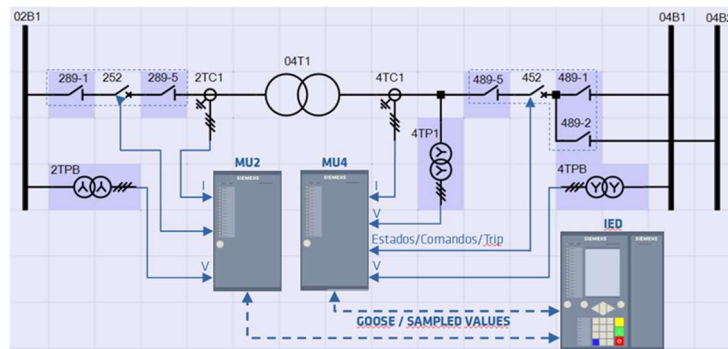 02B1
04B1
04B2
04T1
289-1
252
289-5
2TC1
4TC1
489-5
452
489-1
489-2
4TP1
2TPB
MU2
MU4
4TPB
SIEMENS
SIEMENS
I
I
V
Estados/Comandos/Trip
V
V
IED
SIEMENS
SIEMENS
GOOSE / SAMPLED VALUES